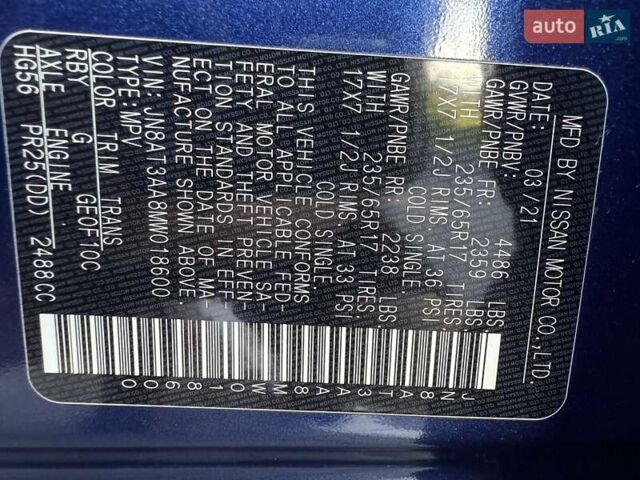 AUTO
RIA.com
MFD BY NISSAN MOTOR CO.,LTD.
DATE: 03/21
GVWR/PNBV: 4486 LBS
GAWR/PNBE FR: 2359 LBS
WITH 235/65R17 TIRES
17X7 1/2J RIMS, AT 36 PSI
COLD SINGLE
GAWR/PNBE RR: 2238 LBS
WITH 235/65R17 TIRES
17X7 1/2J RIMS, AT 33 PSI
COLD SINGLE
THIS VEHICLE CONFORMS
TO ALL APPLICABLE FED-
ERAL MOTOR VEHICLE SA-
FETY AND THEFT PREVEN-
TION STANDARDS IN EFF-
ECT ON THE DATE OF MA-
NUFACTURE SHOWN ABOVE.
VIN: JN8AT3AA8MW018600
TYPE: MPV
COLOR TRIM TRANS
RBY G GE0F10C
AXLE ENGINE
HG56 PR25(DD) 2488CC
JN8AT3AA8MW018600